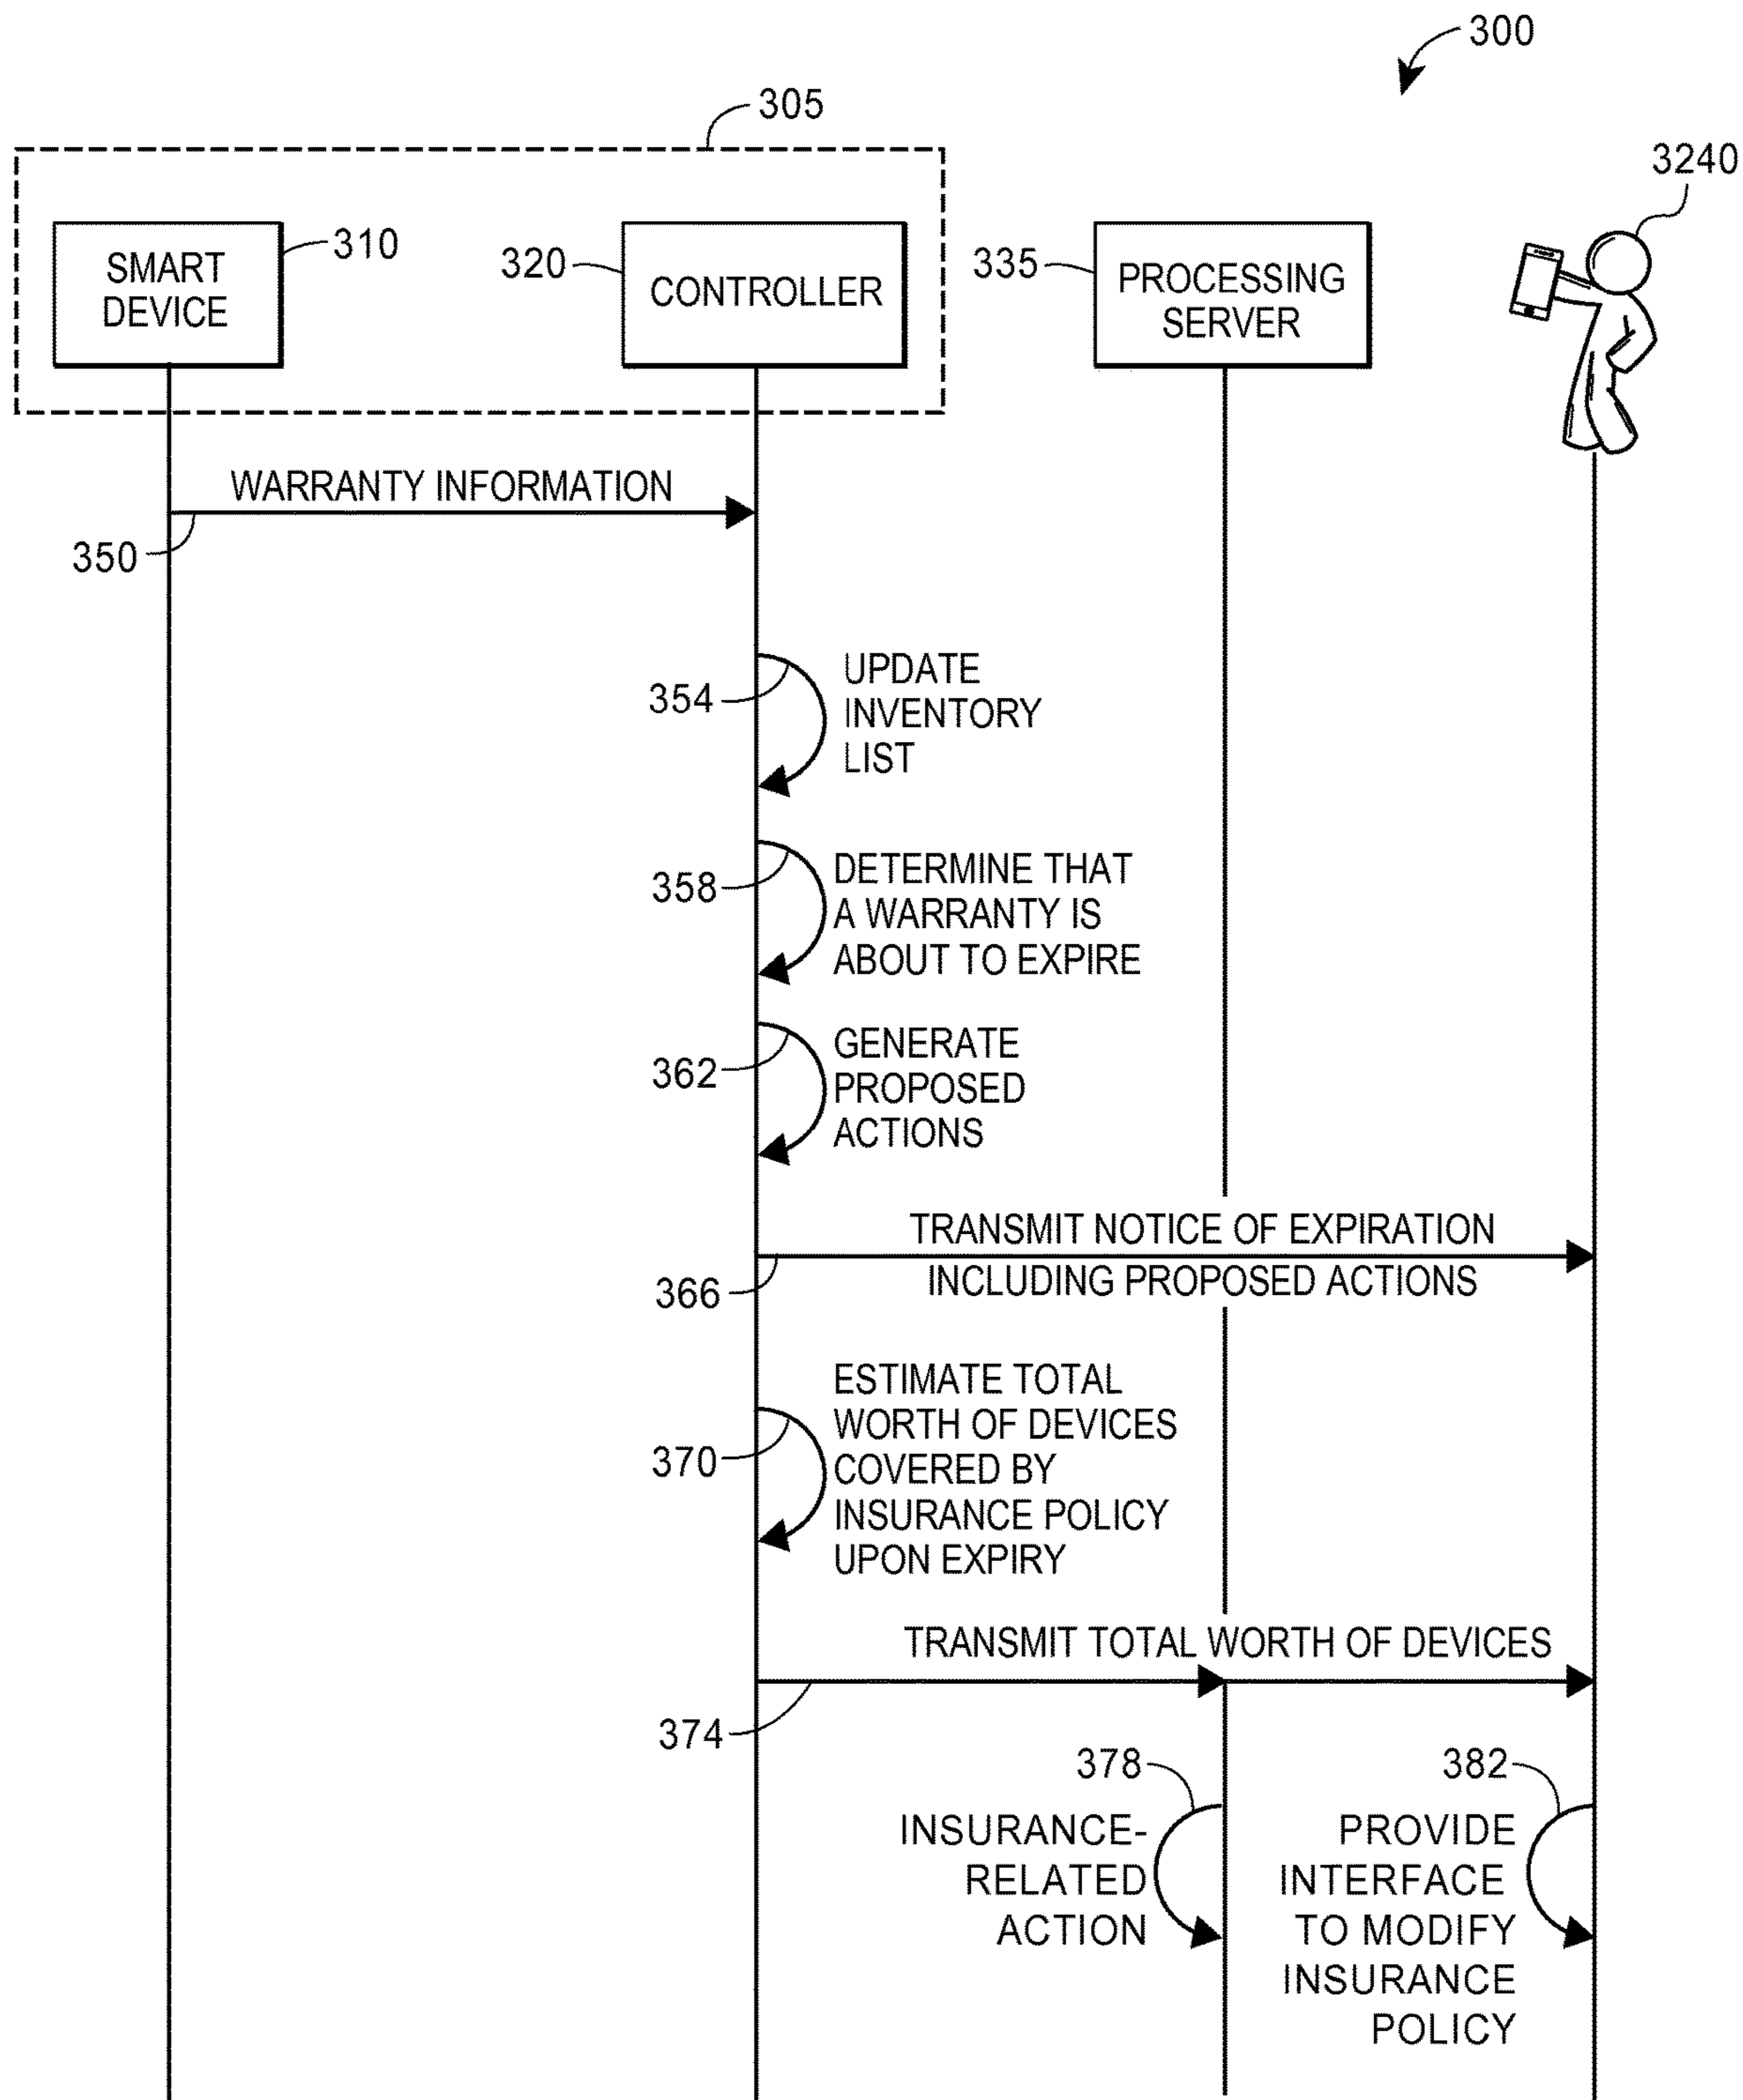 300
305
3240
SMART
DEVICE
310
320
CONTROLLER
335
PROCESSING
SERVER
WARRANTY INFORMATION
350
354
UPDATE
INVENTORY
LIST
358
DETERMINE THAT
A WARRANTY IS
ABOUT TO EXPIRE
362
GENERATE
PROPOSED
ACTIONS
TRANSMIT NOTICE OF EXPIRATION
INCLUDING PROPOSED ACTIONS
366
ESTIMATE TOTAL
WORTH OF DEVICES
COVERED BY
INSURANCE POLICY
UPON EXPIRY
370
TRANSMIT TOTAL WORTH OF DEVICES
374
378
INSURANCE-
RELATED
ACTION
382
PROVIDE
INTERFACE
TO MODIFY
INSURANCE
POLICY